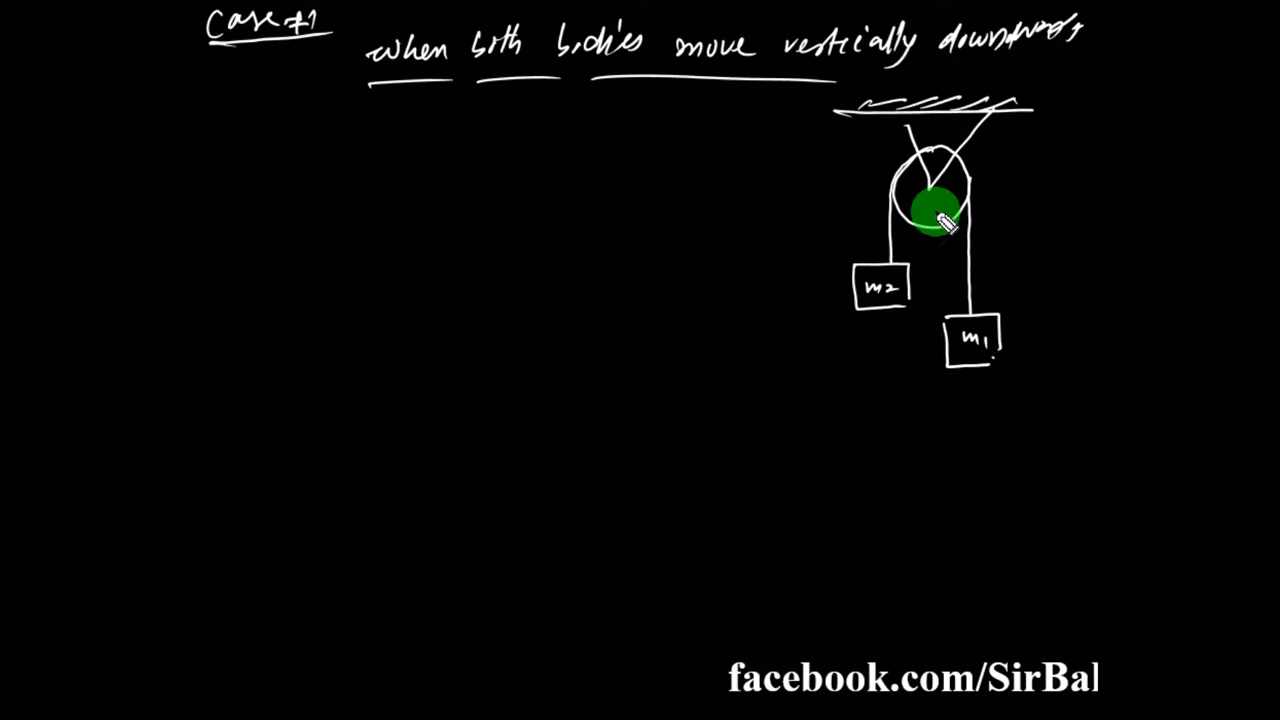 Case #1
when both bodies move vertically downwards
m2
m1
facebook.com/SirBal